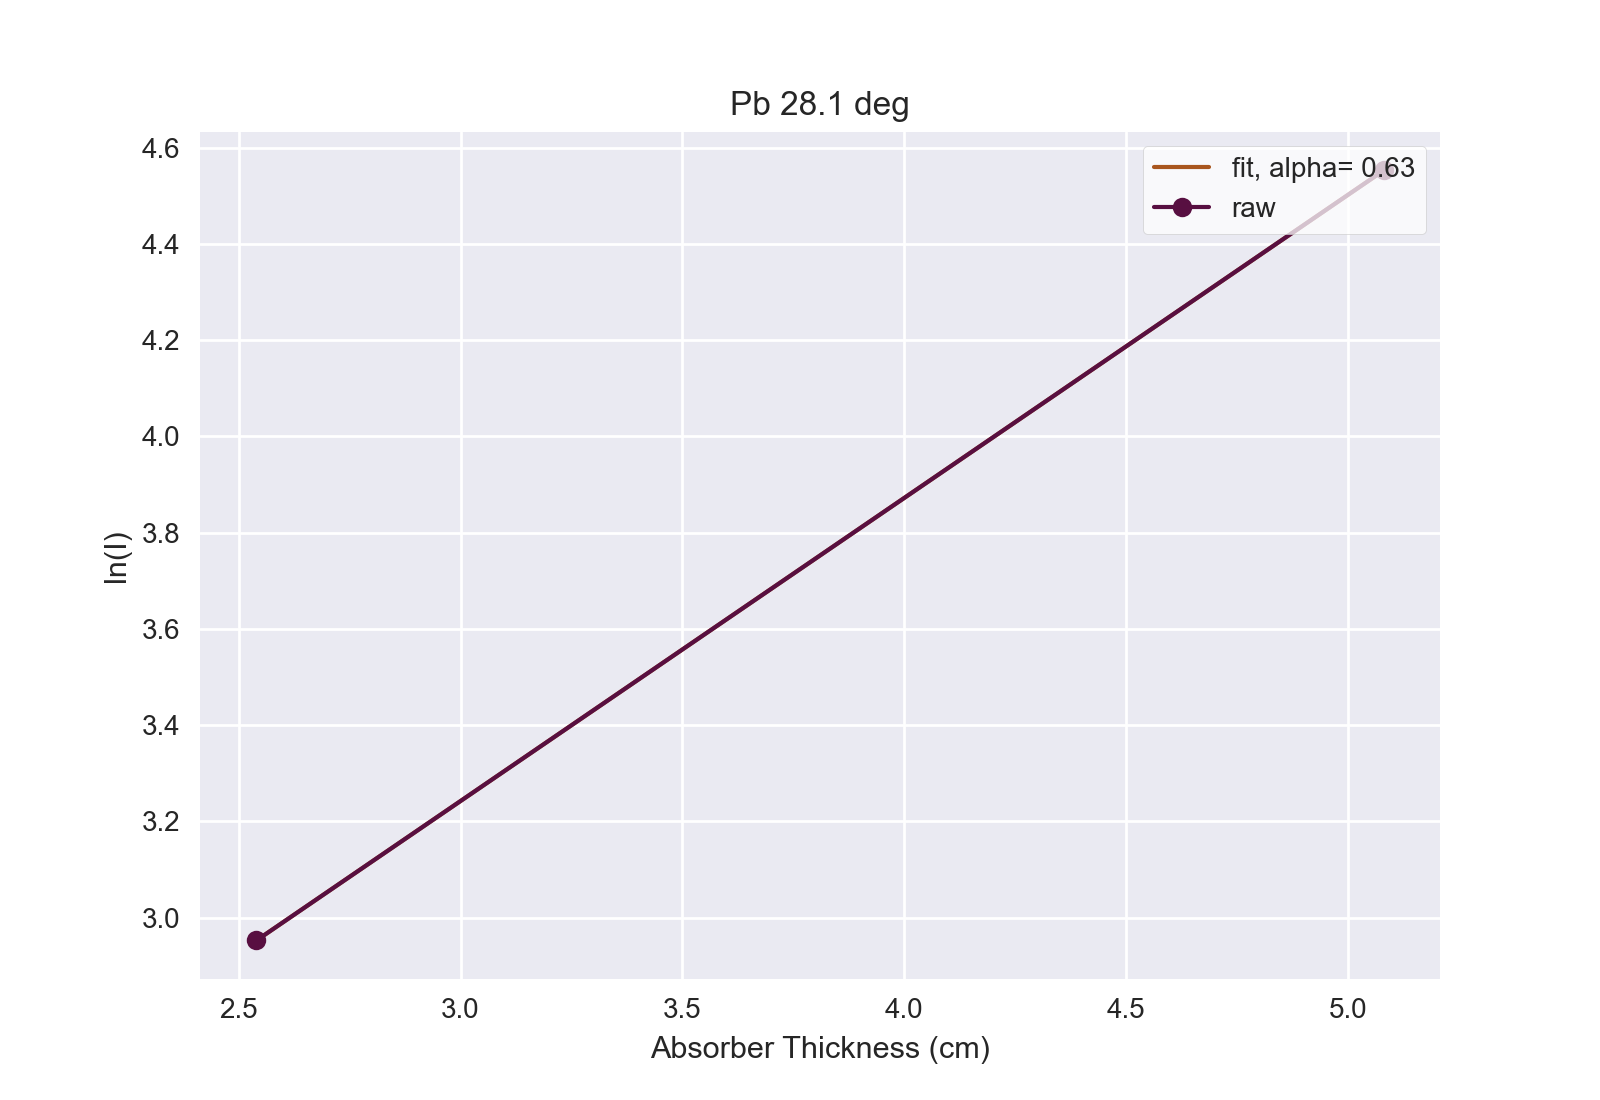 Pb 28.1 deg
fit, alpha= 0.63
raw
4.6
4.4
4.2
4.0
3.8
3.6
3.4
3.2
3.0
ln(I)
2.5 3.0 3.5 4.0 4.5 5.0
Absorber Thickness (cm)